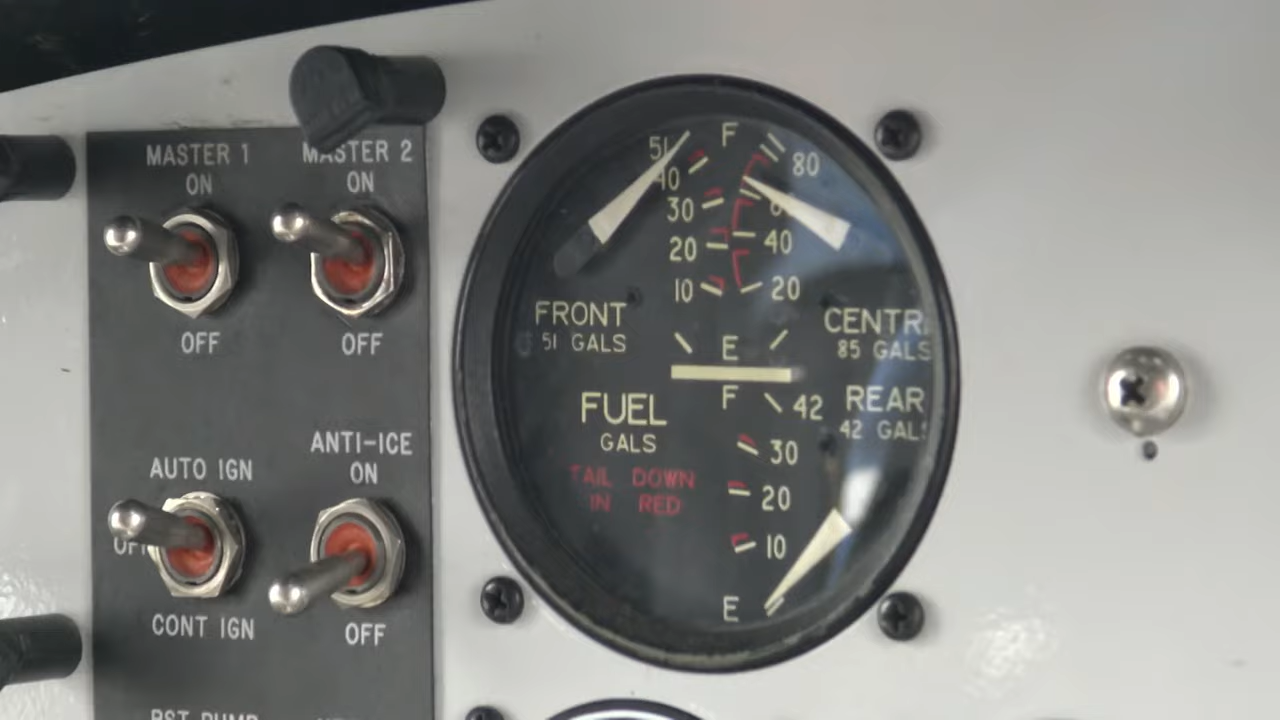 MASTER 1
ON
OFF
MASTER 2
ON
OFF
AUTO IGN
OFF
CONT IGN
ANTI-ICE
ON
OFF
F
51
40
30
20
10
80
40
20
E
FRONT
51 GALS
CENTR
85 GALS
FUEL
GALS
TAIL DOWN
IN RED
F
42
30
20
10
E
REAR
42 GALS